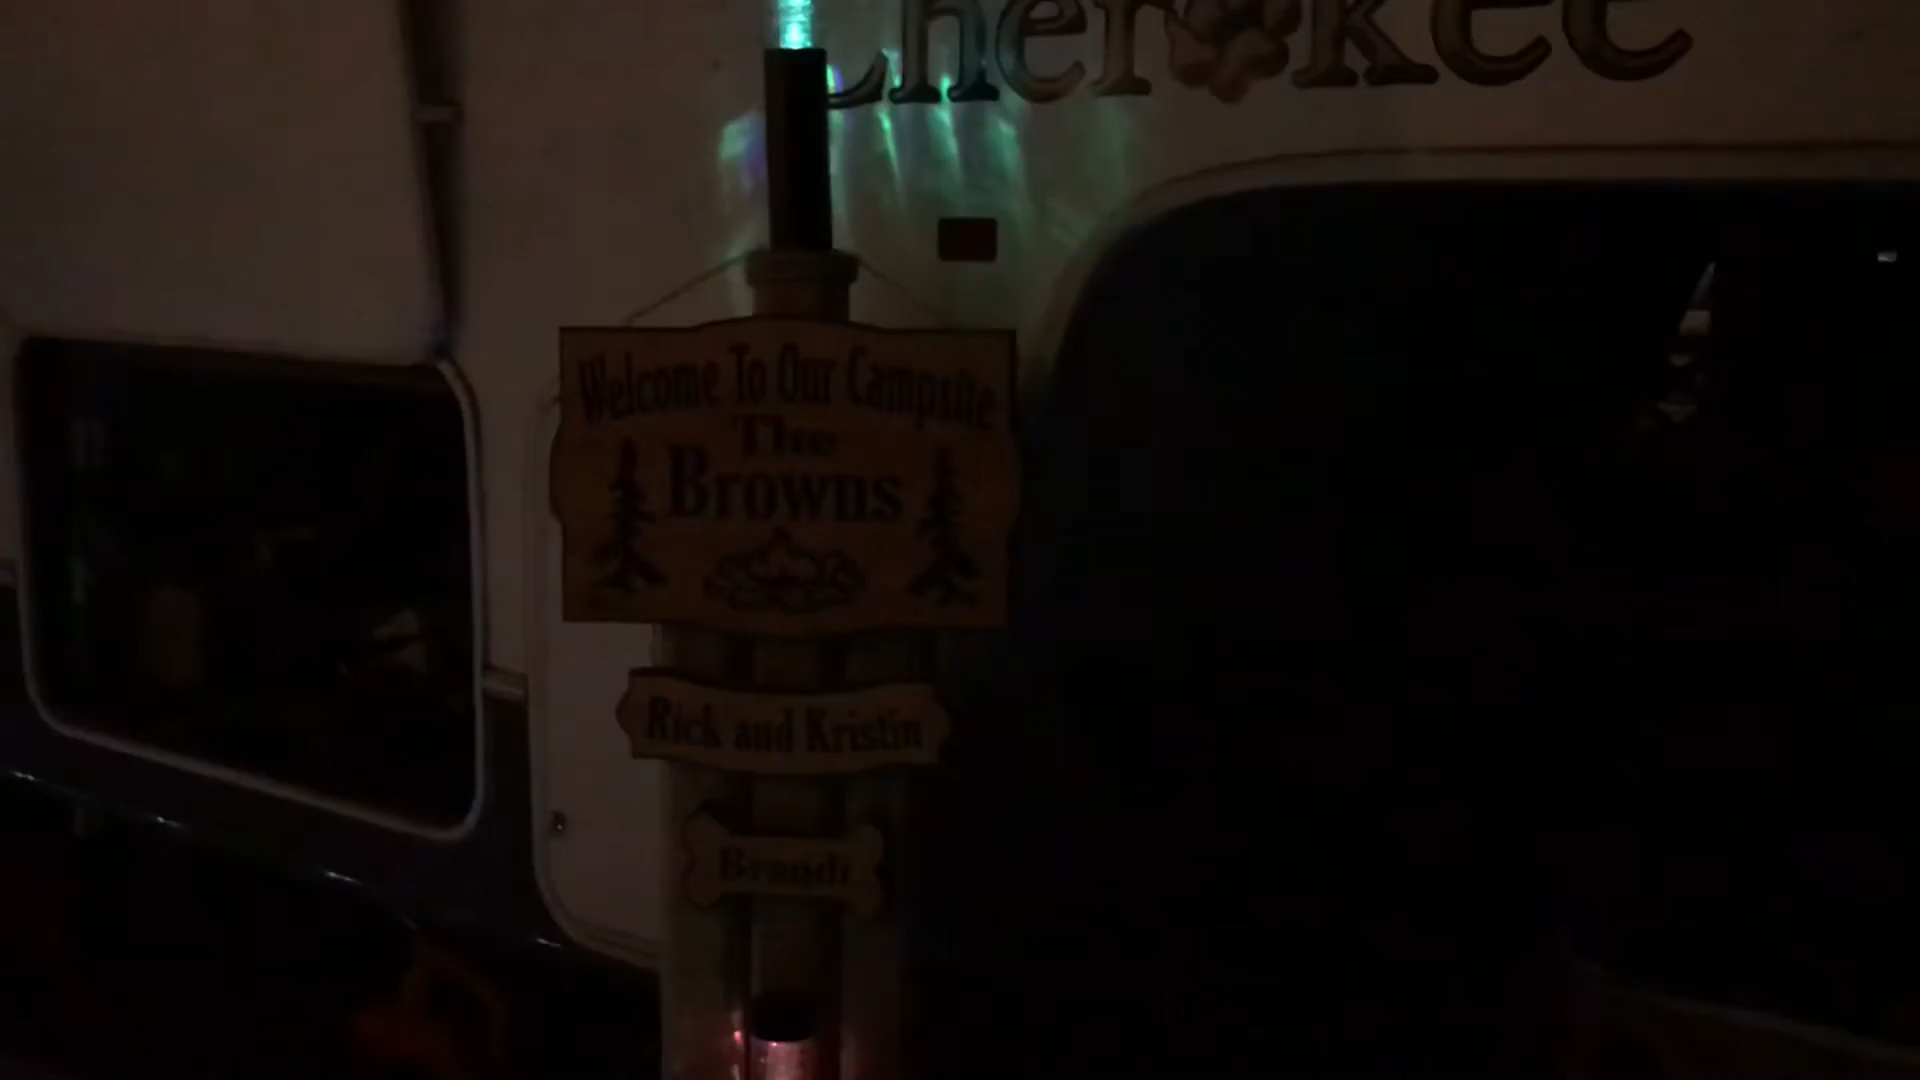 Cherokee
Welcome To Our Campsite
The
Browns
Rick and Kristin
Brandi